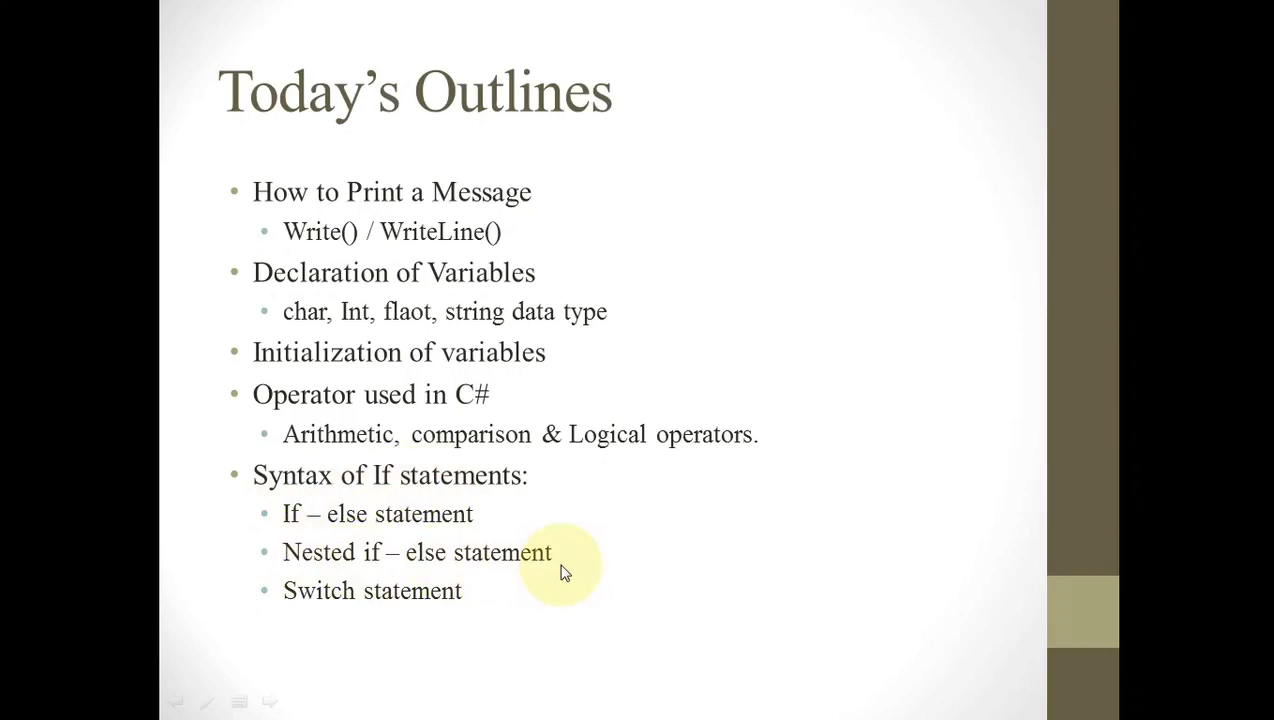 Today's Outlines
How to Print a Message
Write() / WriteLine()
Declaration of Variables
char, Int, flaot, string data type
Initialization of variables
Operator used in C#
Arithmetic, comparison & Logical operators.
Syntax of If statements:
If – else statement
Nested if – else statement
Switch statement